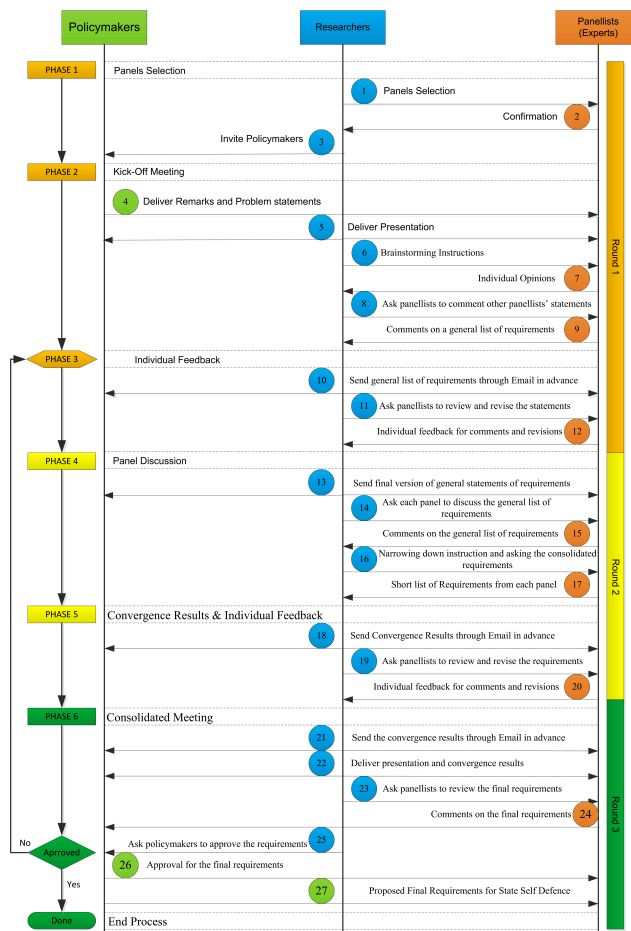 Policymakers
Researchers
Panellists
(Experts)
PHASE 1
Panels Selection
1
Panels Selection
Confirmation
2
Invite Policymakers
3
PHASE 2
Kick-Off Meeting
4
Deliver Remarks and Problem statements
5
Deliver Presentation
6
Brainstorming Instructions
Round 1
Individual Opinions
7
8
Ask panellists to comment other panellists' statements
Comments on a general list of requirements
9
PHASE 3
Individual Feedback
10
Send general list of requirements through Email in advance
11
Ask panellists to review and revise the statements
Individual feedback for comments and revisions
12
PHASE 4
Panel Discussion
13
Send final version of general statements of requirements
14
Ask each panel to discuss the general list of
requirements
Comments on the general list of requirements
15
16
Narrowing down instruction and asking the consolidated
requirements
Round 2
Short list of Requirements from each panel
17
PHASE 5
Convergence Results & Individual Feedback
18
Send Convergence Results through Email in advance
19
Ask panellists to review and revise the requirements
Individual feedback for comments and revisions
20
PHASE 6
Consolidated Meeting
21
Send the convergence results through Email in advance
22
Deliver presentation and convergence results
23
Ask panellists to review the final requirements
Comments on the final requirements
24
Round 3
No
Ask policymakers to approve the requirements
25
Aprroved
26
Approval for the final requirements
Yes
27
Proposed Final Requirements for State Self Defence
Done
End Process